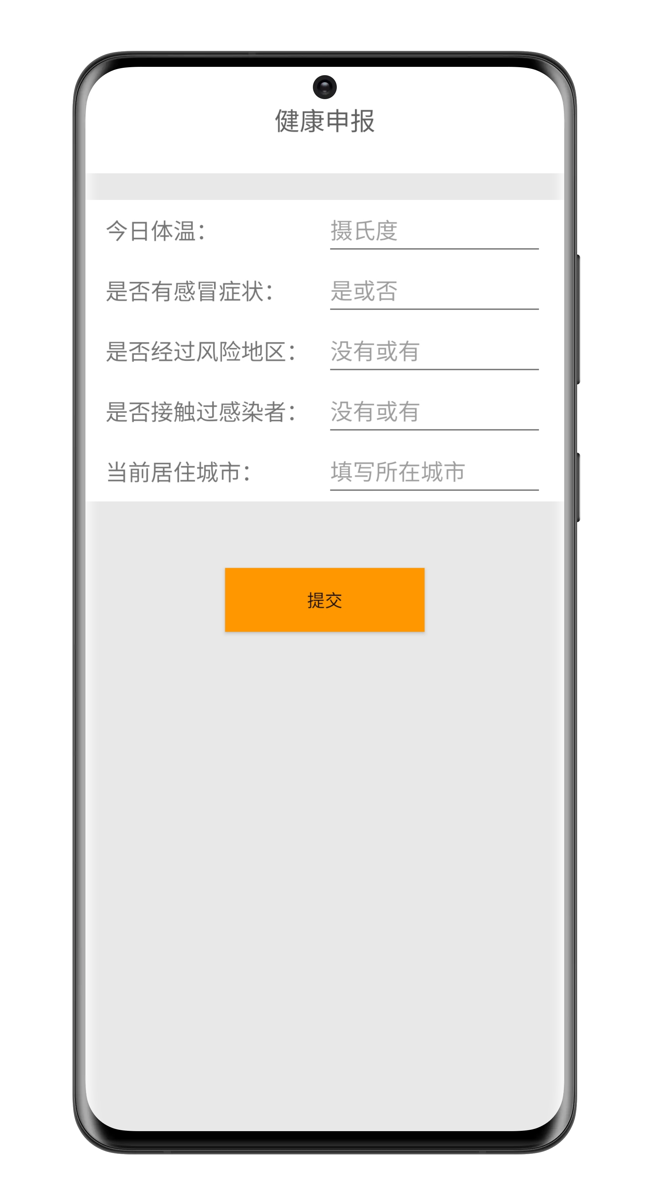 健康申报
今日体温： 摄氏度
是否有感冒症状： 是或否
是否经过风险地区： 没有或有
是否接触过感染者： 没有或有
当前居住城市： 填写所在城市
提交